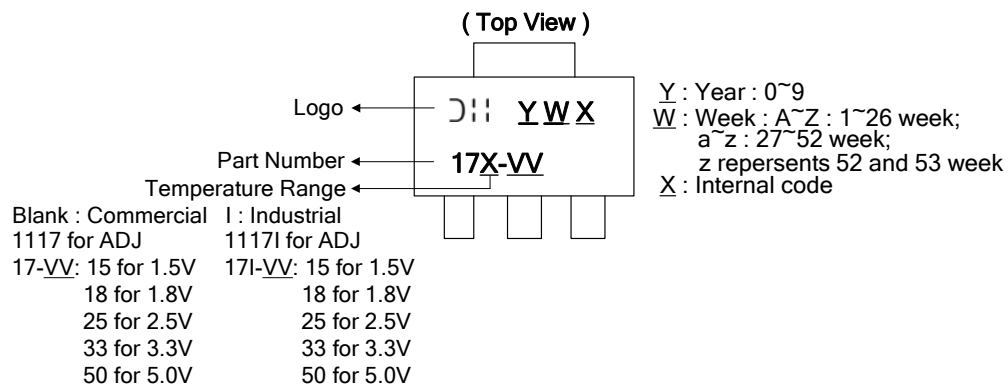 ( Top View )
Logo
Y W X
Part Number
17X-VV
Temperature Range
Y : Year : 0~9
W : Week : A~Z : 1~26 week;
a~z : 27~52 week;
z repersents 52 and 53 week
X : Internal code
Blank : Commercial I : Industrial
1117 for ADJ 1117I for ADJ
17-VV: 15 for 1.5V 17I-VV: 15 for 1.5V
18 for 1.8V 18 for 1.8V
25 for 2.5V 25 for 2.5V
33 for 3.3V 33 for 3.3V
50 for 5.0V 50 for 5.0V